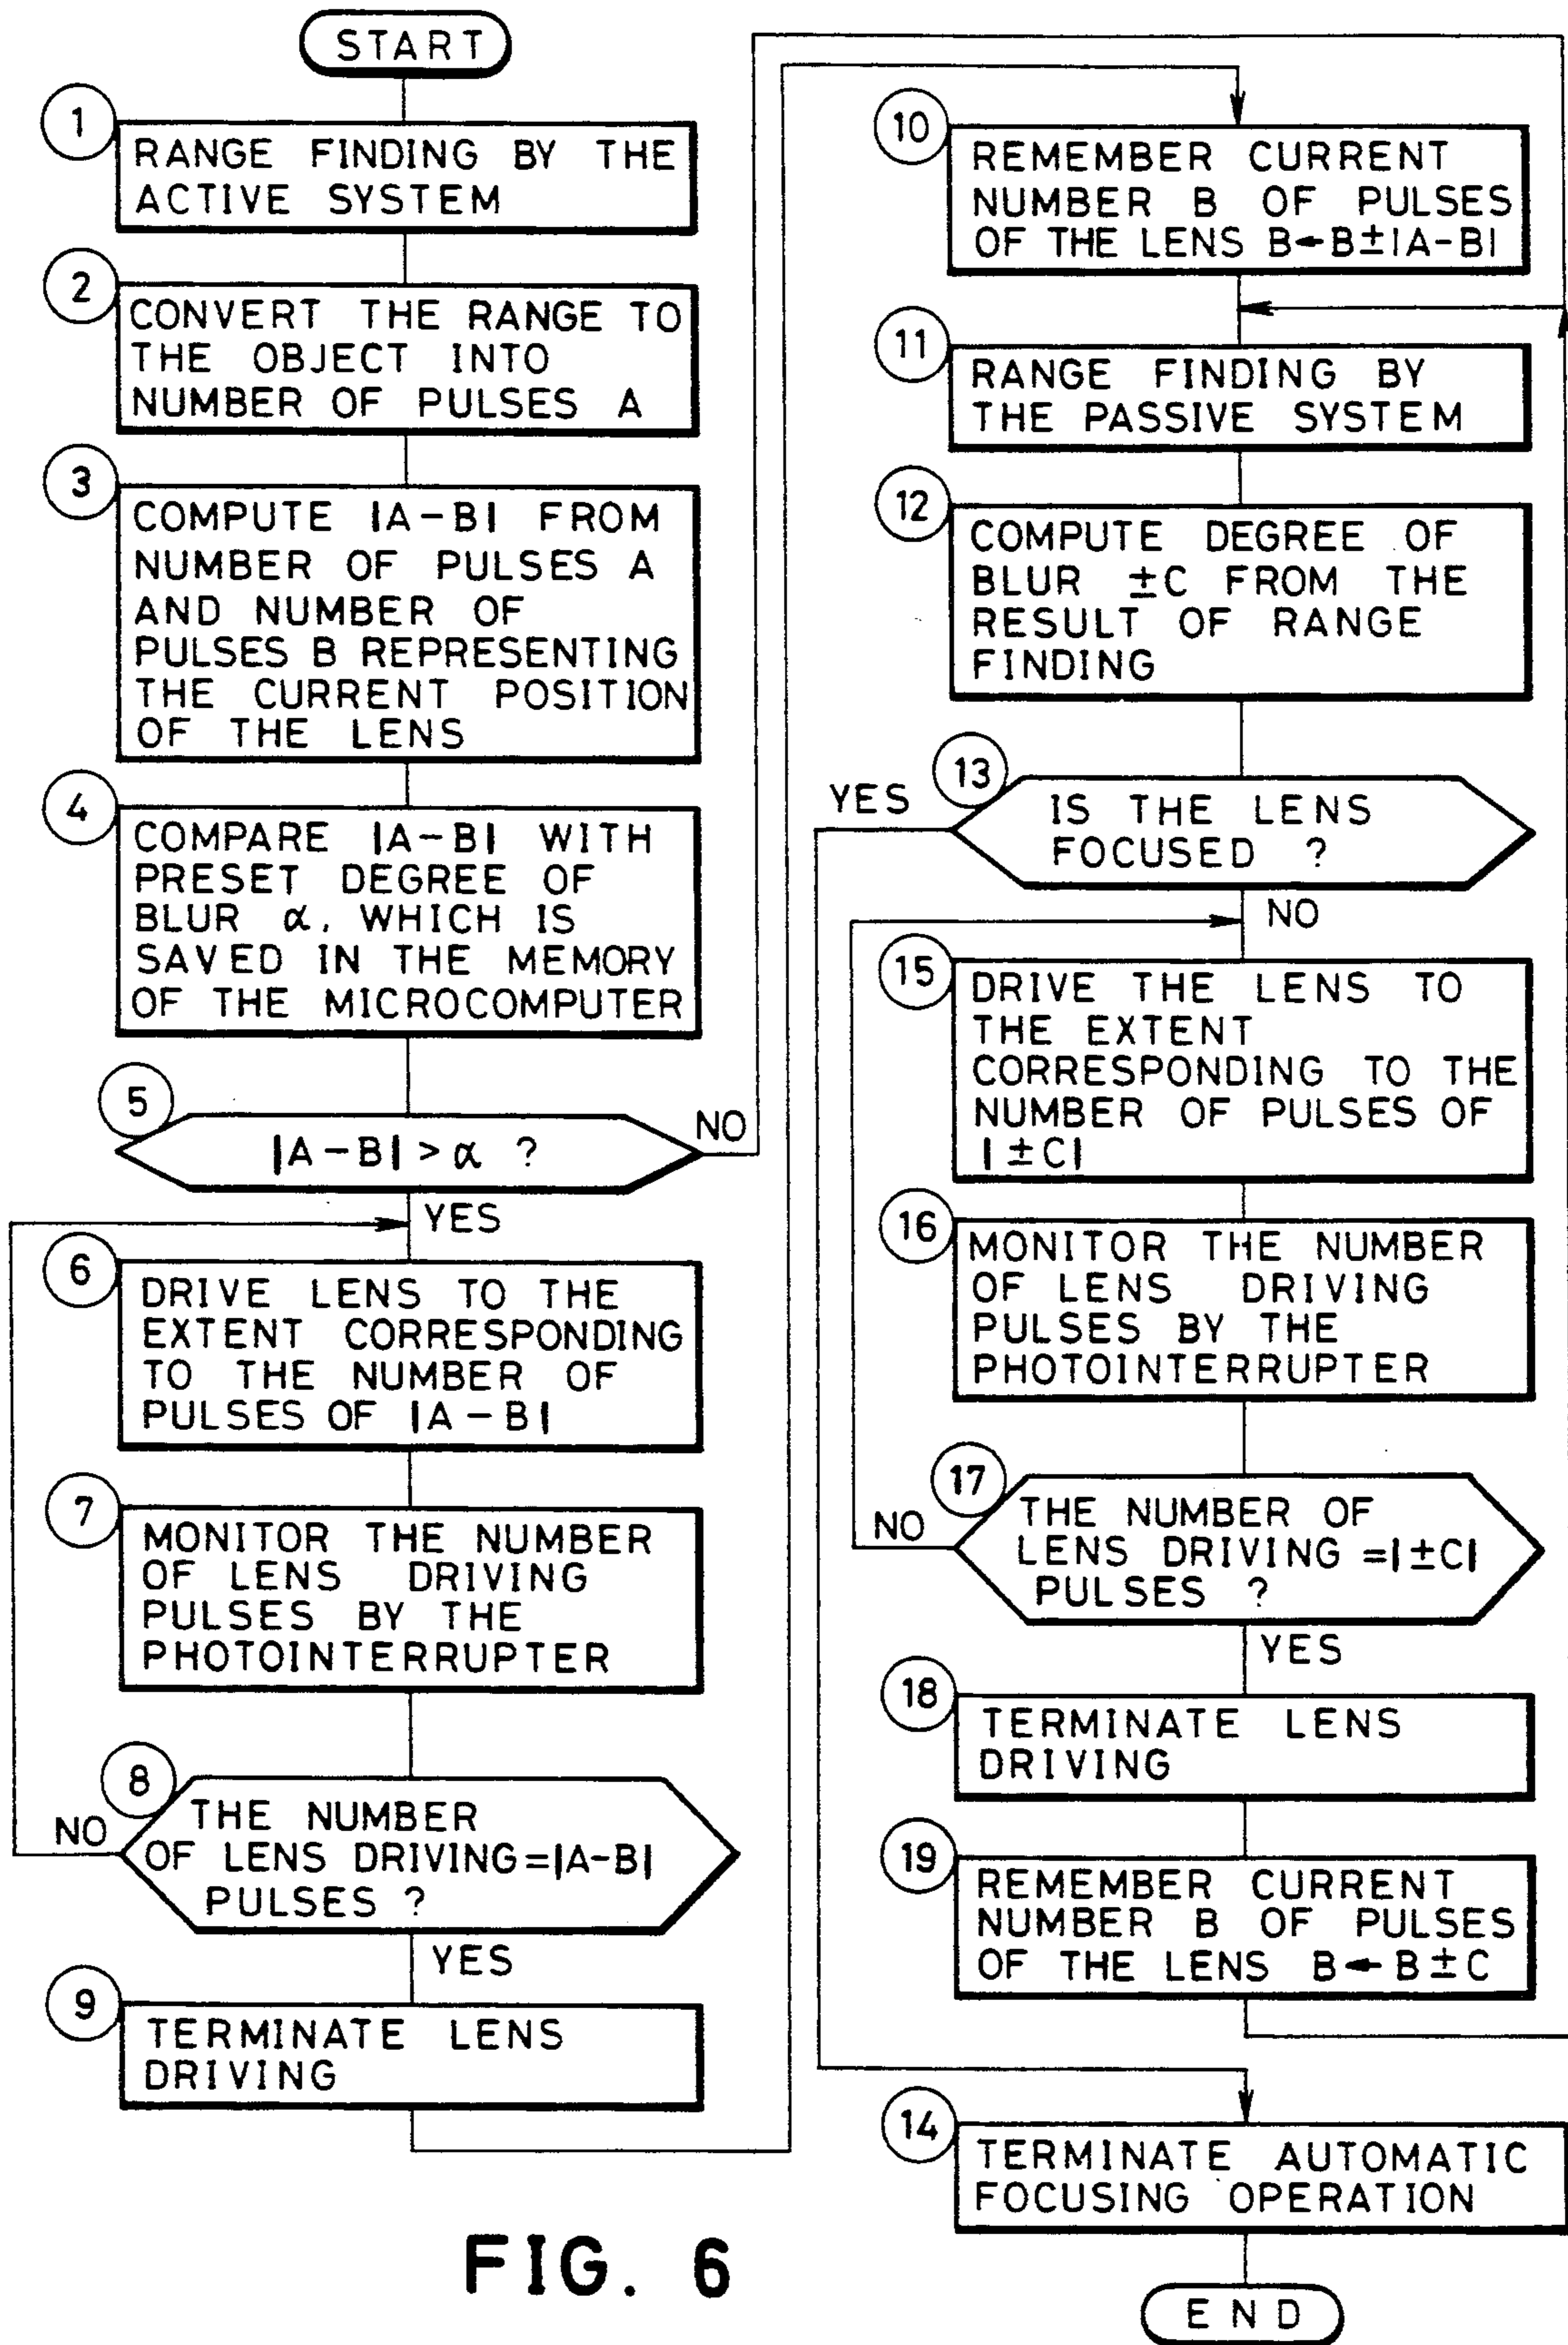 START
1
RANGE FINDING BY THE
ACTIVE SYSTEM
2
CONVERT THE RANGE TO
THE OBJECT INTO
NUMBER OF PULSES A
3
COMPUTE |A-B| FROM
NUMBER OF PULSES A
AND NUMBER OF
PULSES B REPRESENTING
THE CURRENT POSITION
OF THE LENS
4
COMPARE |A-B| WITH
PRESET DEGREE OF
BLUR α, WHICH IS
SAVED IN THE MEMORY
OF THE MICROCOMPUTER
5
|A-B| > α ?
NO
YES
6
DRIVE LENS TO THE
EXTENT CORRESPONDING
TO THE NUMBER OF
PULSES OF |A-B|
7
MONITOR THE NUMBER
OF LENS DRIVING
PULSES BY THE
PHOTOINTERRUPTER
8
THE NUMBER
OF LENS DRIVING=|A-B|
PULSES ?
NO
YES
9
TERMINATE LENS
DRIVING
10
REMEMBER CURRENT
NUMBER B OF PULSES
OF THE LENS B←B±|A-B|
11
RANGE FINDING BY
THE PASSIVE SYSTEM
12
COMPUTE DEGREE OF
BLUR ±C FROM THE
RESULT OF RANGE
FINDING
13
YES
IS THE LENS
FOCUSED ?
NO
15
DRIVE THE LENS TO
THE EXTENT
CORRESPONDING TO THE
NUMBER OF PULSES OF
|±C|
16
MONITOR THE NUMBER
OF LENS DRIVING
PULSES BY THE
PHOTOINTERRUPTER
17
THE NUMBER OF
LENS DRIVING =|±C|
PULSES ?
NO
YES
18
TERMINATE LENS
DRIVING
19
REMEMBER CURRENT
NUMBER B OF PULSES
OF THE LENS B←B±C
14
TERMINATE AUTOMATIC
FOCUSING OPERATION
END
FIG. 6